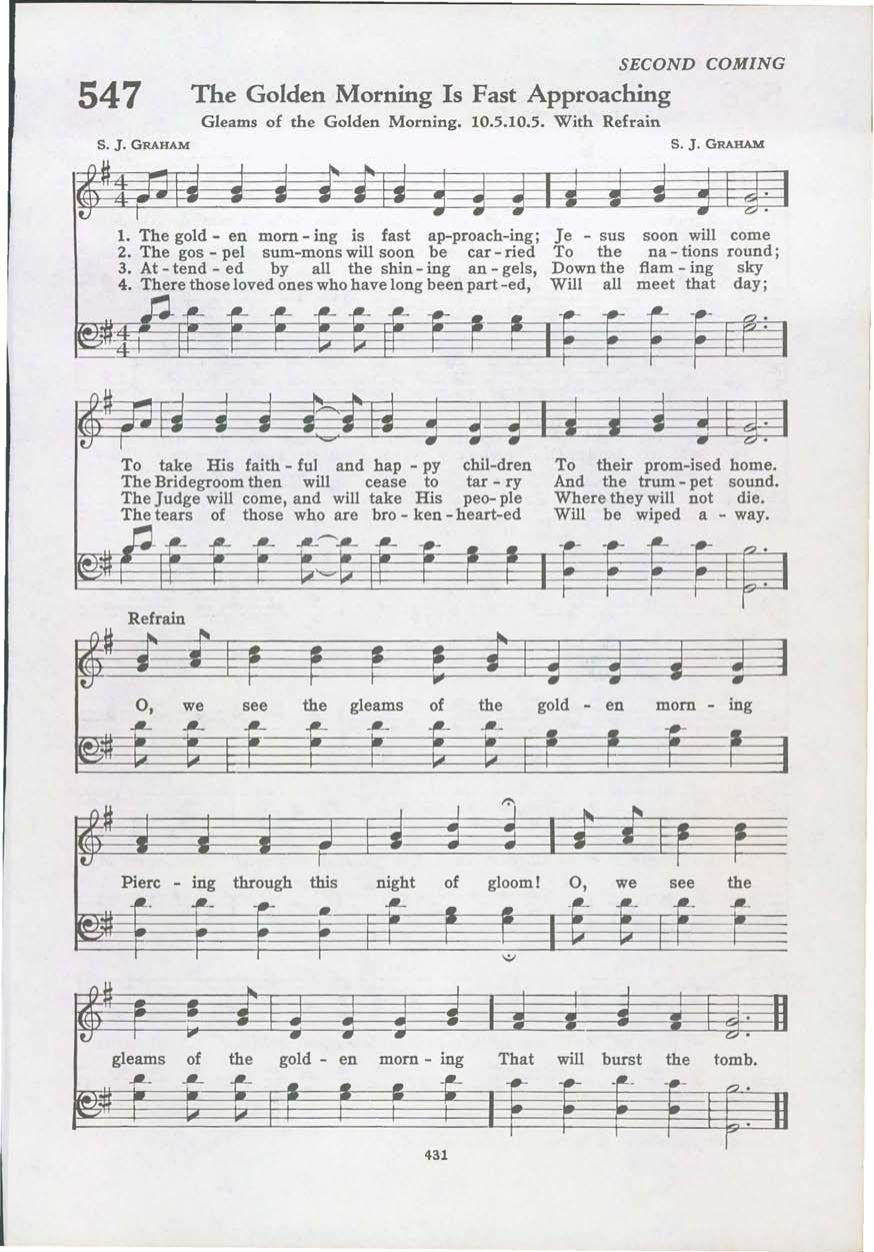 SECOND COMING
547 The Golden Morning Is Fast Approaching
Gleams of the Golden Morning. 10.5.10.5. With Refrain
S. J. GRAHAM S. J. GRAHAM
1. The gold - en morn - ing is fast ap-proach-ing; Je - sus soon will come
2. The gos - pel sum-mons will soon be car - ried To the na - tions round;
3. At - tend - ed by all the shin - ing an - gels, Down the flam - ing sky
4. There those loved ones who have long been part - ed, Will all meet that day;
To take His faith - ful and hap - py chil-dren To their prom-ised home.
The Bridegroom then will cease to tar - ry And the trum - pet sound.
The Judge will come, and will take His peo - ple Where they will not die.
The tears of those who are bro - ken - heart-ed Will be wiped a - way.
Refrain
O, we see the gleams of the gold - en morn - ing
Pierc - ing through this night of gloom! O, we see the
gleams of the gold - en morn - ing That will burst the tomb.
431